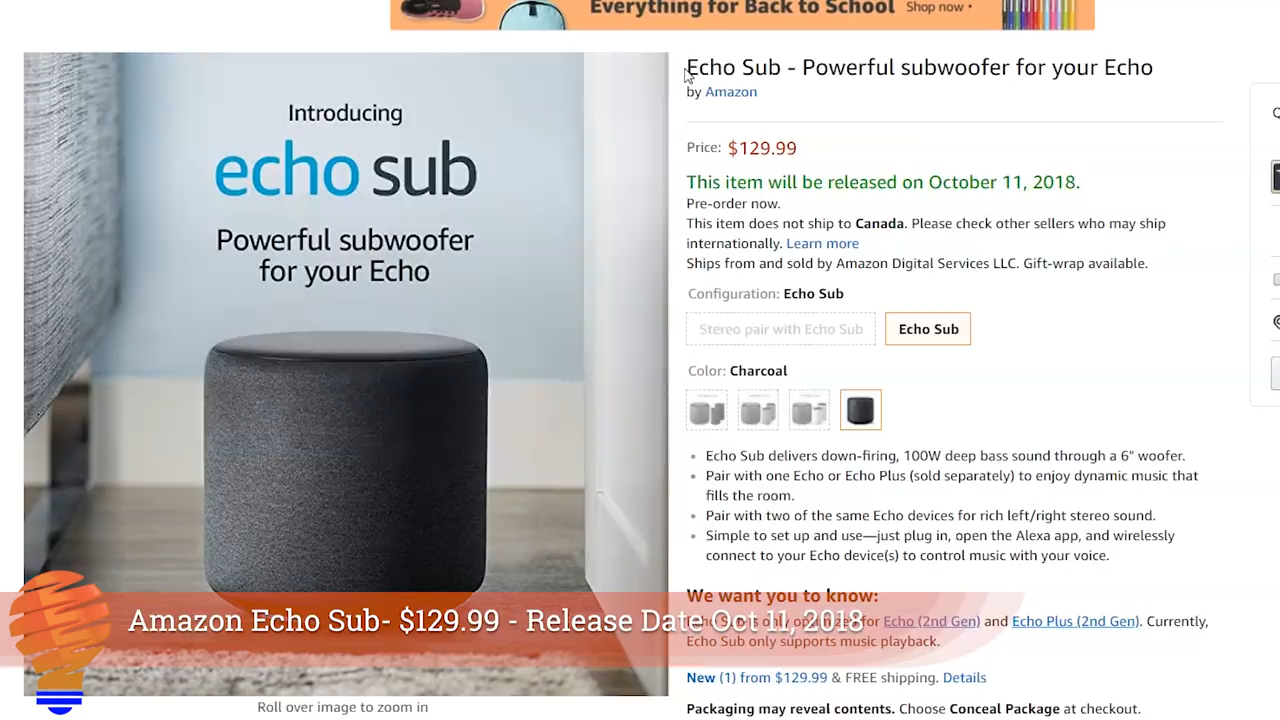 Everything for Back to School Shop now
Introducing
echo sub
Powerful subwoofer
for your Echo
Echo Sub - Powerful subwoofer for your Echo
by Amazon
Price: $129.99
This item will be released on October 11, 2018.
Pre-order now.
This item does not ship to Canada. Please check other sellers who may ship
internationally. Learn more
Ships from and sold by Amazon Digital Services LLC. Gift-wrap available.
Configuration: Echo Sub
Stereo pair with Echo Sub
Echo Sub
Color: Charcoal
Echo Sub delivers down-firing, 100W deep bass sound through a 6" woofer.
Pair with one Echo or Echo Plus (sold separately) to enjoy dynamic music that
fills the room.
Pair with two of the same Echo devices for rich left/right stereo sound.
Simple to set up and use—just plug in, open the Alexa app, and wirelessly
connect to your Echo device(s) to control music with your voice.
We want you to know:
Amazon Echo Sub- $129.99 - Release Date Oct 11, 2018
for Echo (2nd Gen) and Echo Plus (2nd Gen). Currently,
Echo Sub only supports music playback.
New (1) from $129.99 & FREE shipping. Details
Roll over image to zoom in
Packaging may reveal contents. Choose Conceal Package at checkout.